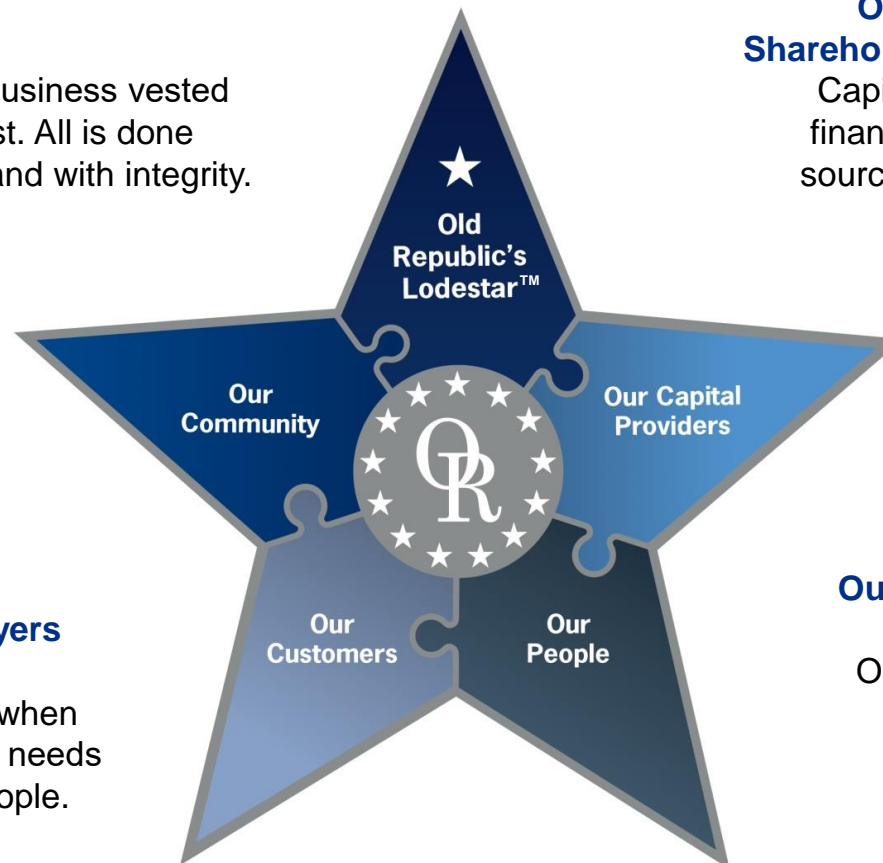 usiness vested
st. All is done
and with integrity.
O
Shareho
Capi
finan
sourc
Old
Republic's
Lodestar™
Our
Community
Our Capital
Providers
OR
Our
Customers
Our
People
yers
when
needs
ople.
Ou
O